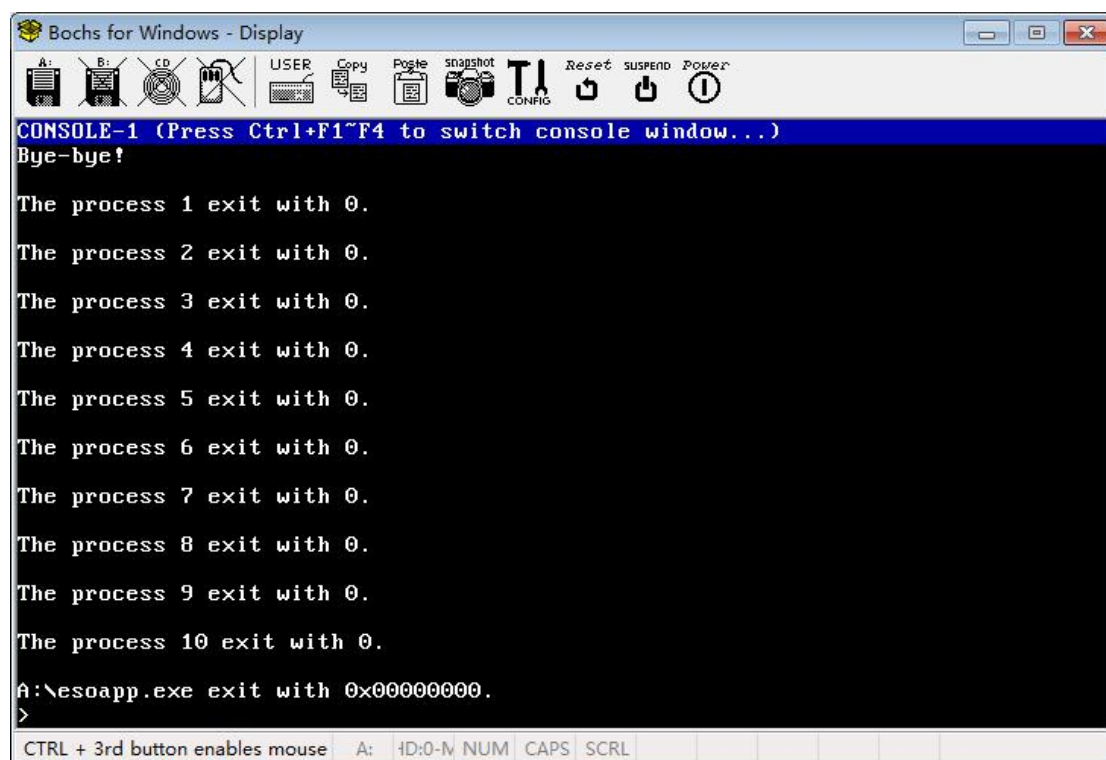 Bochs for Windows - Display
A: B: CD USER Copy Paste snapshot CONFIG Reset SUSPEND Power
CONSOLE-1 (Press Ctrl+F1~F4 to switch console window...)
Bye-bye!
The process 1 exit with 0.
The process 2 exit with 0.
The process 3 exit with 0.
The process 4 exit with 0.
The process 5 exit with 0.
The process 6 exit with 0.
The process 7 exit with 0.
The process 8 exit with 0.
The process 9 exit with 0.
The process 10 exit with 0.
A:\esoapp.exe exit with 0x00000000.
>
CTRL + 3rd button enables mouse A: HD:0-M NUM CAPS SCRL